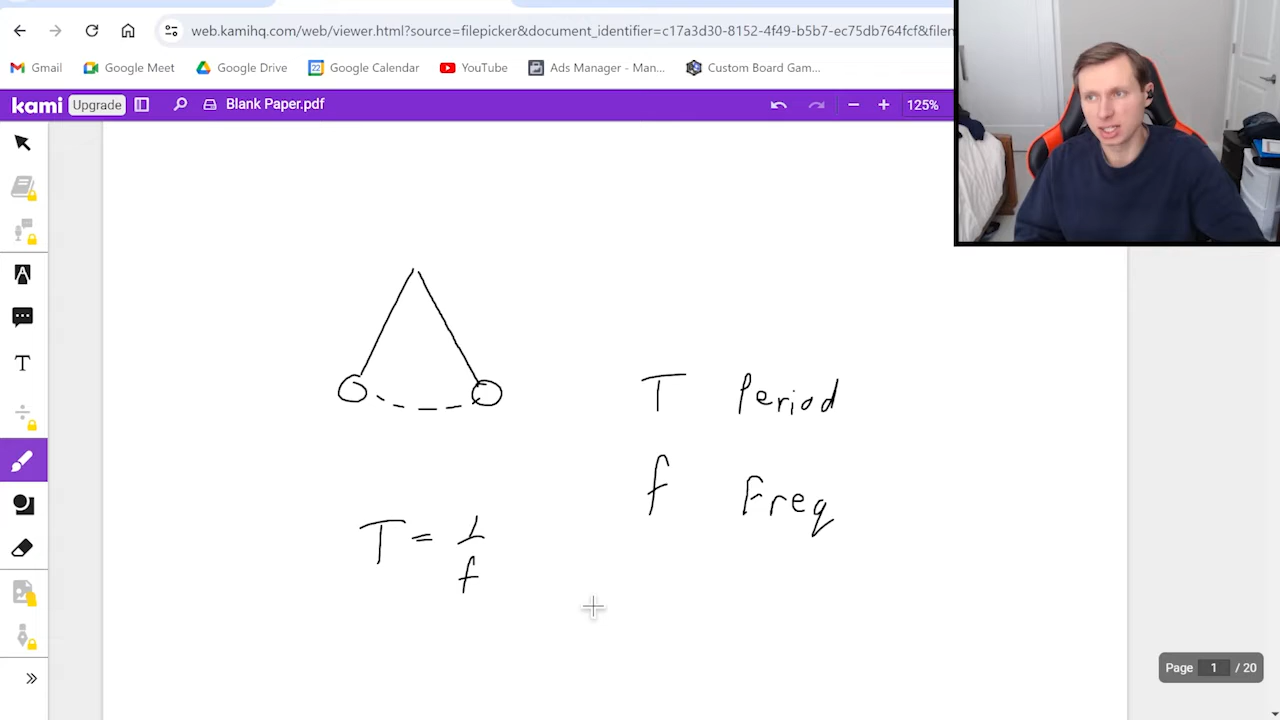 web.kamihq.com/web/viewer.html?source=filepicker&document_identifier=c17a3d30-8152-4f49-b5b7-ec75db764fcf&filen
Gmail Google Meet Google Drive 22 Google Calendar YouTube Ads Manager - Man... Custom Board Gam...
kami Upgrade Blank Paper.pdf 125%
A
T
T Period
f Freq
T = 1/f
Page 1 / 20